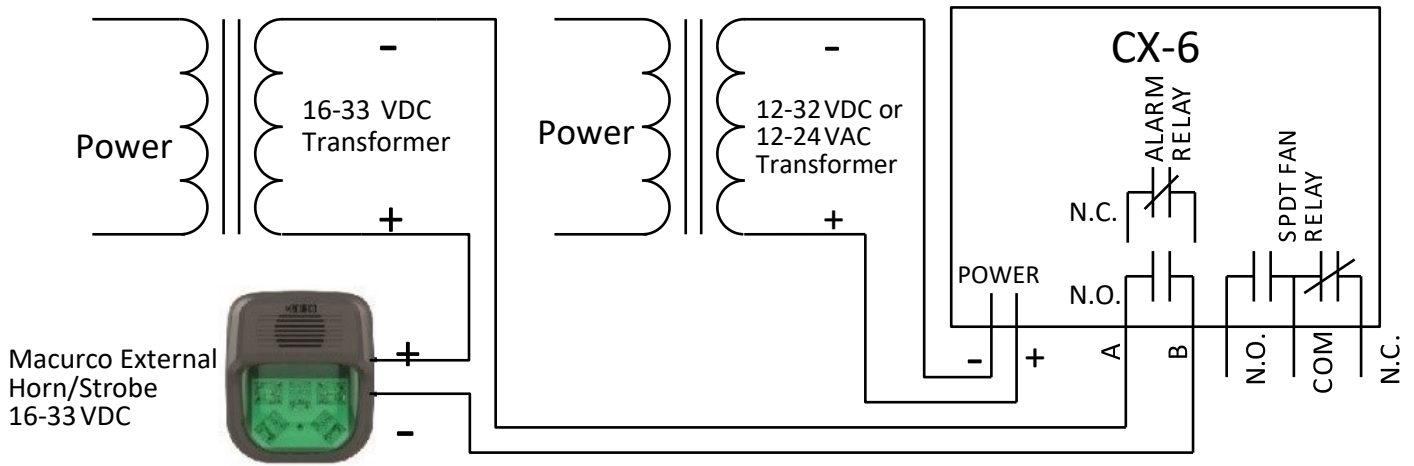 Power
-
16-33 VDC
Transformer
+
Power
-
12-32 VDC or
12-24 VAC
Transformer
+
CX-6
ALARM
RELAY
N.C.
SPDT FAN
RELAY
POWER
N.O.
-
+
A
B
N.O.
COM
N.C.
Macurco External
Horn/Strobe
16-33 VDC
+
-